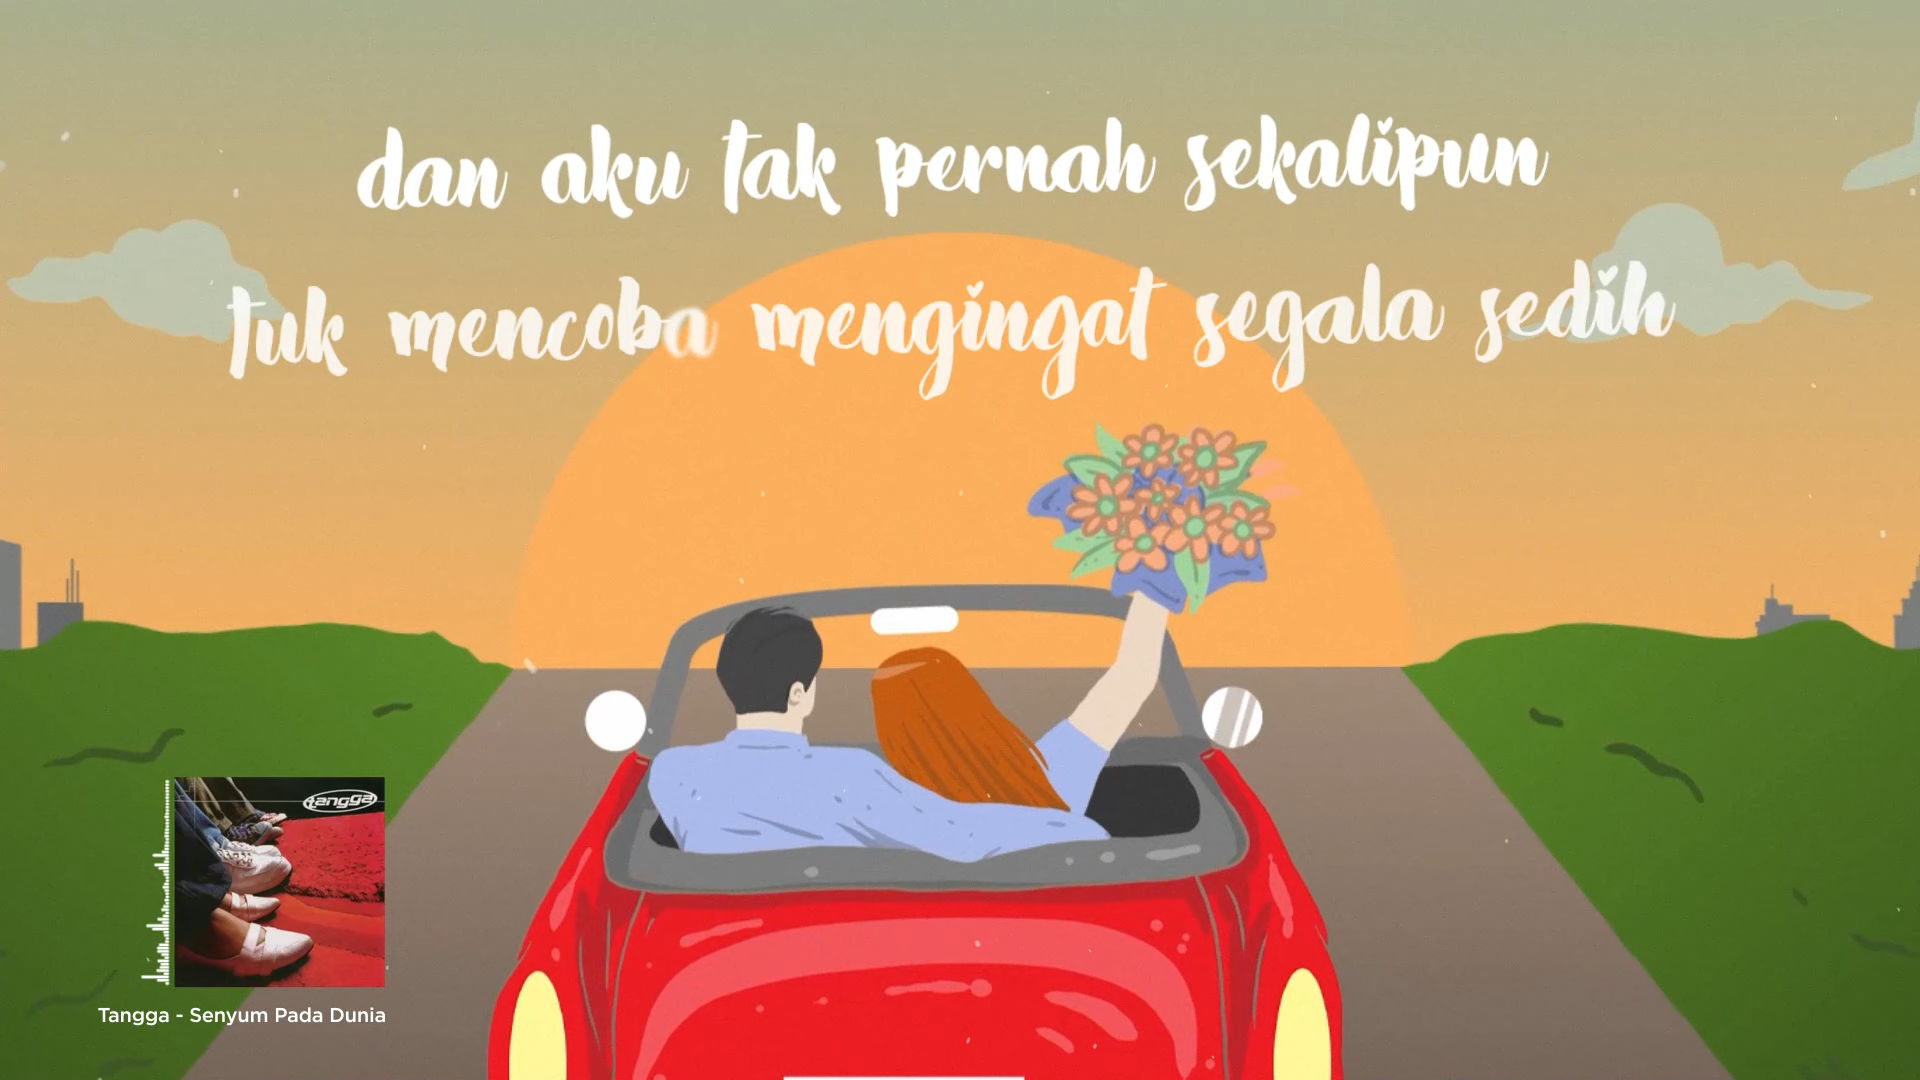 dan aku tak pernah sekalipun
tuk mencoba mengingat segala sedih
tangga
Tangga - Senyum Pada Dunia